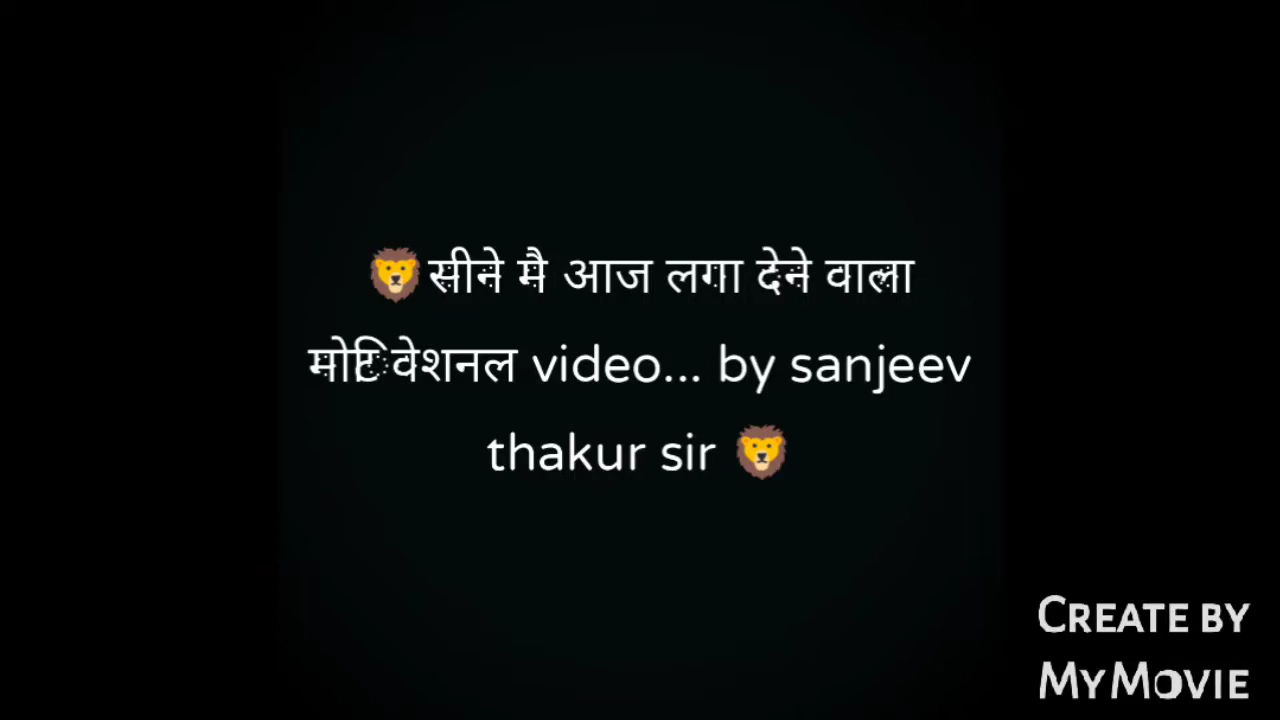 🦁सीने मै आज लगा देने वाला
मोटिवेशनल video... by sanjeev
thakur sir 🦁
CREATE BY
MYMOVIE